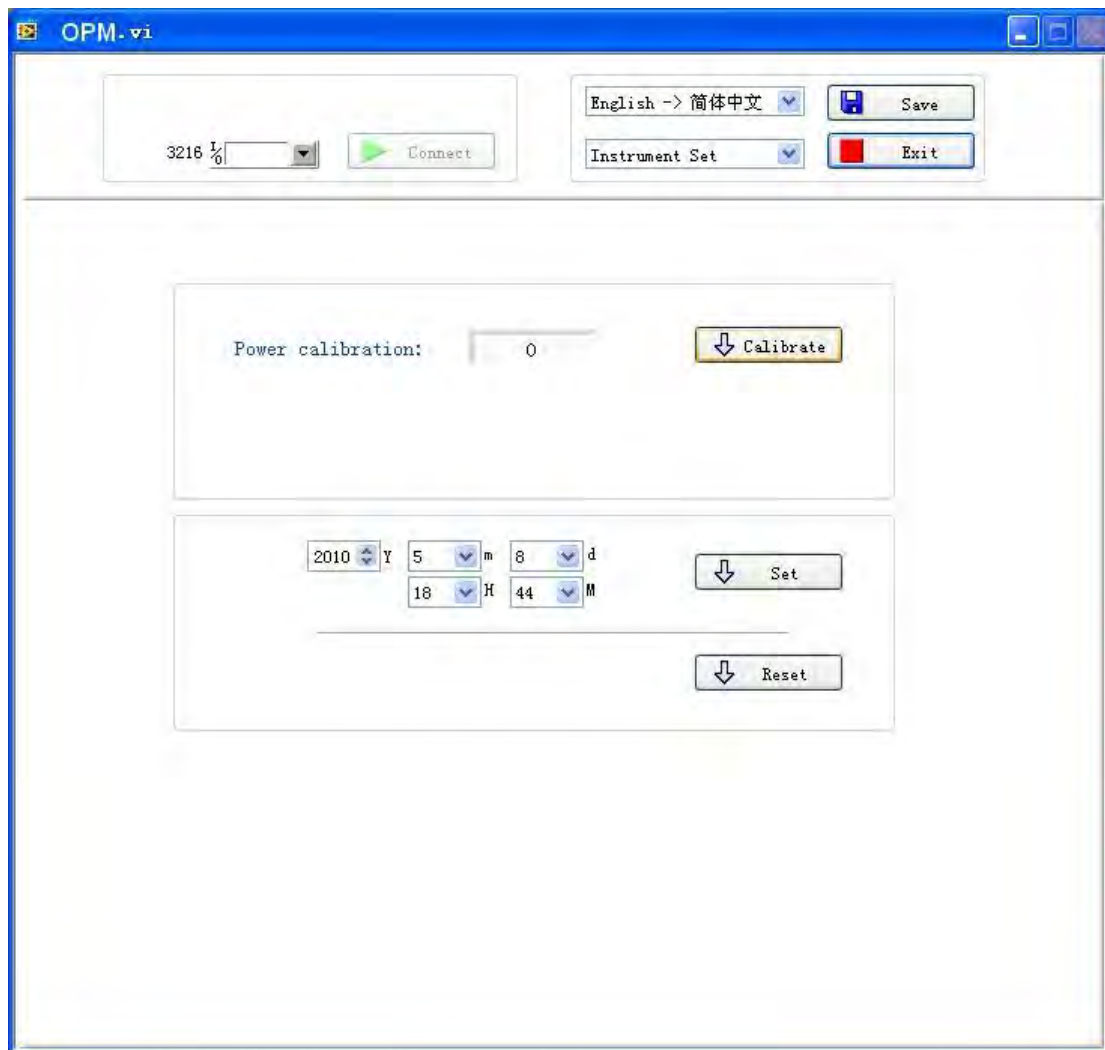 OPM.vi
English -> 简体中文 Save
3216 I/O Connect Instrument Set Exit
Power calibration: 0 Calibrate
2010 Y 5 m 8 d Set
18 H 44 M
Reset